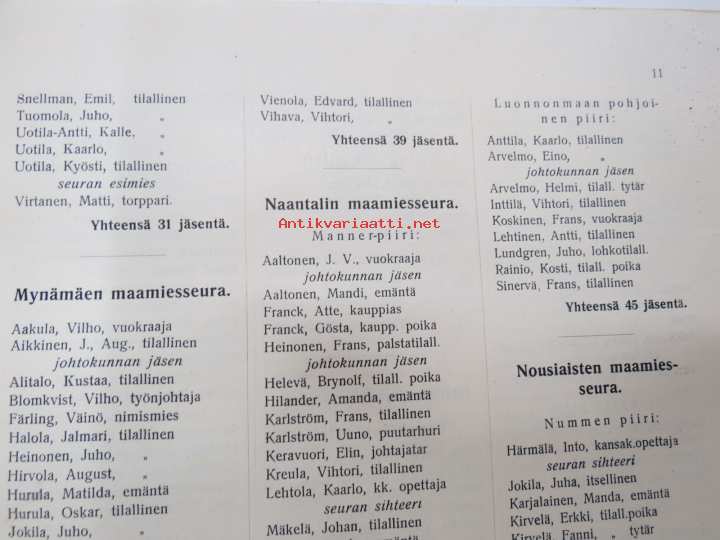 11
Snellman, Emil, tilallinen
Tuomola, Juho, „
Uotila-Antti, Kalle, „
Uotila, Kaarlo, „
Uotila, Kyösti, tilallinen
seuran esimies
Virtanen, Matti, torppari.
Yhteensä 31 jäsentä.
Mynämäen maamiesseura.
Aakula, Vilho, vuokraaja
Aikkinen, J., Aug., tilallinen
johtokunnan jäsen
Alitalo, Kustaa, tilallinen
Blomkvist, Vilho, työnjohtaja
Färling, Väinö, nimismies
Halola, Jalmari, tilallinen
Heinonen, Juho, „
Hirvola, August, „
Hurula, Matilda, emäntä
Hurula, Oskar, tilallinen
Jokila, Juho, „
Vienola, Edvard, tilallinen
Vihava, Vihtori, „
Yhteensä 39 jäsentä.
Naantalin maamiesseura.
Antikvariaatti.net
Manner-piiri:
Aaltonen, J. V., vuokraaja
johtokunnan jäsen
Aaltonen, Mandi, emäntä
Franck, Atte, kauppias
Franck, Gösta, kaupp. poika
Heinonen, Frans, palstatilall.
johtokunnan jäsen
Helevä, Brynolf, tilall. poika
Hilander, Amanda, emäntä
Karlström, Frans, tilallinen
Karlström, Uuno, puutarhuri
Keravuori, Elin, johtajatar
Kreula, Vihtori, tilallinen
Lehtola, Kaarlo, kk. opettaja
seuran sihteeri
Mäkelä, Johan, tilallinen
emäntä
Luonnonmaan pohjoi-
nen piiri:
Anttila, Kaarlo, tilallinen
Arvelmo, Eino, „
johtokunnan jäsen
Arvelmo, Helmi, tilall. tytär
Inttilä, Vihtori, tilallinen
Koskinen, Frans, vuokraaja
Lehtinen, Antti, tilallinen
Lundgren, Juho, lohkotilall.
Rainio, Kosti, tilall. poika
Sinervä, Frans, tilallinen
Yhteensä 45 jäsentä.
Nousiaisten maamies-
seura.
Nummen piiri:
Härmälä, Into, kansak.opettaja
seuran sihteeri
Jokila, Juha, itsellinen
Karjalainen, Manda, emäntä
Kirvelä, Erkki, tilall.poika
Kirvelä, Fanni, „ tytär